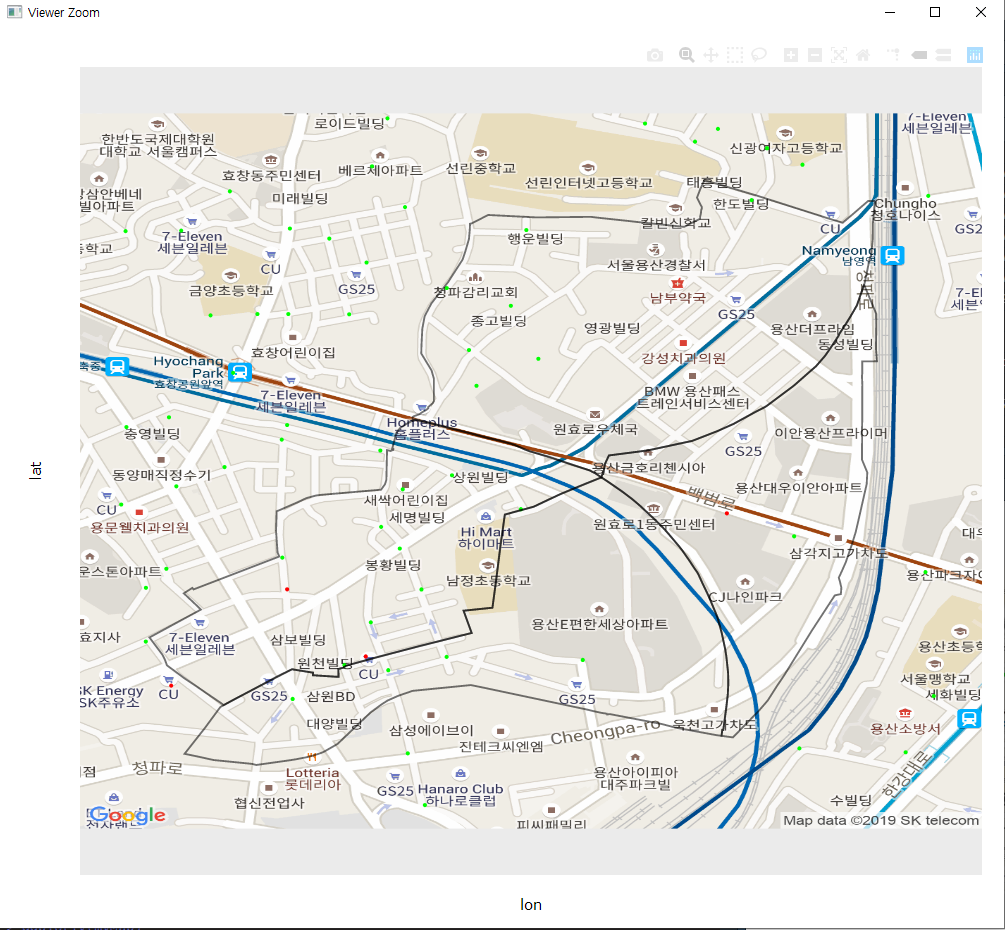 Viewer Zoom
로이드빌딩
7-Eleven
세븐일레븐
한반도국제대학원
대학교 서울캠퍼스
신광여자고등학교
효창동주민센터
베르체아파트
선린중학교
선린인터넷고등학교
태흥빌딩
미래빌딩
한도빌딩
Chungho
청호나이스
칼빈신학교
CU
7-Eleven
세븐일레븐
행운빌딩
Namyeong
남영역
CU
서울용산경찰서
금양초등학교
GS25
청파감리교회
남부약국
GS25
종고빌딩
영광빌딩
용산더프라임
동성빌딩
효창어린이집
강성치과의원
Hyochang
Park
효창공원앞역
7-Eleven
세븐일레븐
BMW 용산패스
트레인서비스센터
Homeplus
홈플러스
원효로우체국
이안용산프라이머
충영빌딩
GS25
lat
동양매직정수기
상원빌딩
용산금호리첸시아
용산대우이안아파트
CU
새싹어린이집
세명빌딩
백범로
용문웰치과의원
Hi Mart
하이마트
원효로1동주민센터
삼각지고가차도
봉황빌딩
남정초등학교
운스톤아파트
CJ나인파크
용산E편한세상아파트
효지사
7-Eleven
세븐일레븐
삼보빌딩
원천빌딩
CU
서울맹학교
세화빌딩
SK Energy
SK주유소
CU
GS25
삼원BD
GS25
대양빌딩
삼성에이브이
진테크씨엔엠
Cheongpa-ro
욱천고가차도
용산소방서
청파로
Lotteria
롯데리아
용산아이피아
대주파크빌
한강대로
GS25
Hanaro Club
하나로클럽
협신전업사
수빌딩
Google
피씨패밀리
Map data ©2019 SK telecom
lon